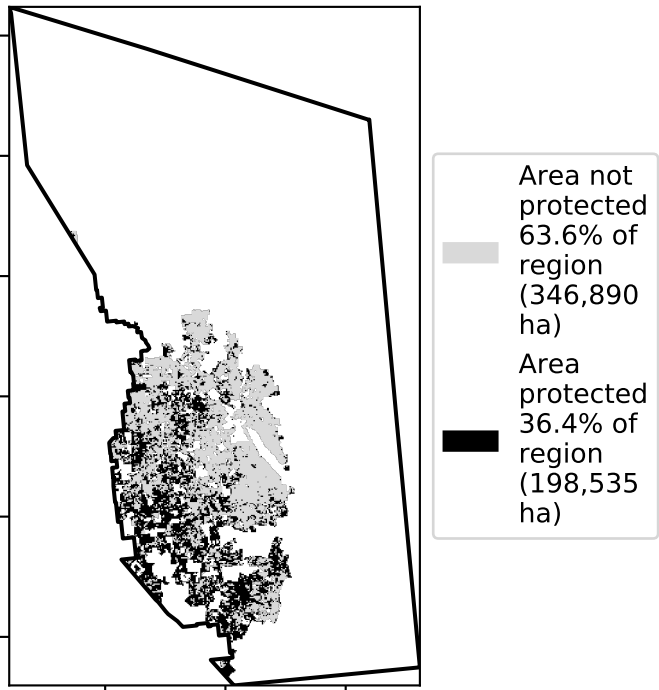 Area not
protected
63.6% of
region
(346,890
ha)
Area
protected
36.4% of
region
(198,535
ha)